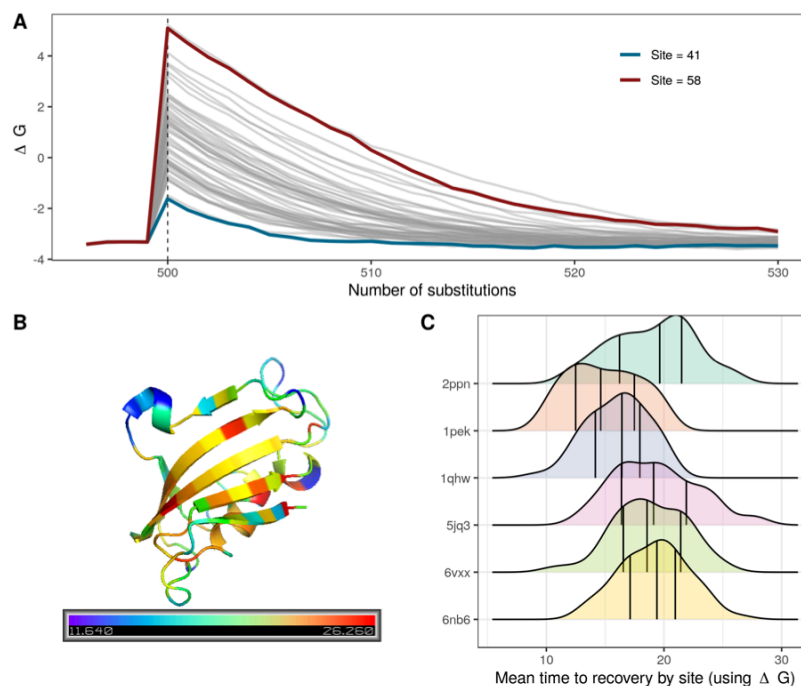 A
4
2
0
-2
-4
Δ G
Site = 41
Site = 58
500
510
520
530
Number of substitutions
B
11.640
26.260
C
2ppn
1pek
1qhw
5jq3
6vxx
6nb6
10
20
30
Mean time to recovery by site (using Δ G)